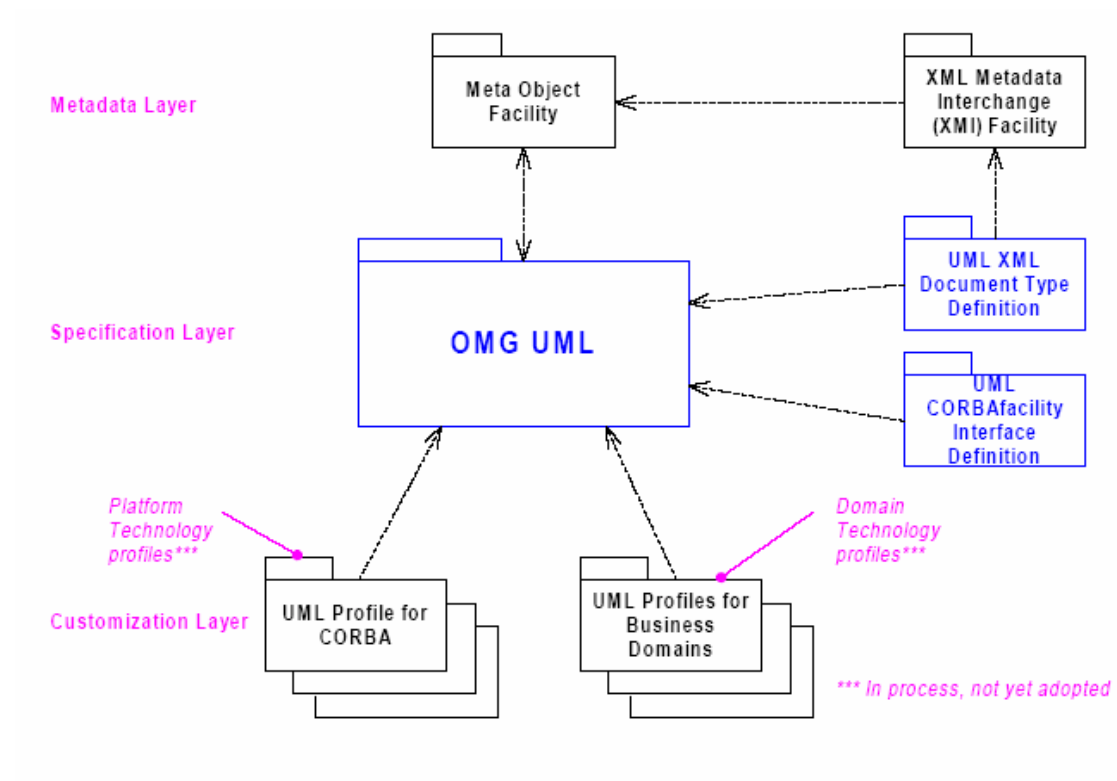 Metadata Layer
Meta Object
Facility
XML Metadata
Interchange
(XMI) Facility
Specification Layer
OMG UML
UML XML
Document Type
Definition
UML
CORBAfacility
Interface
Definition
Platform
Technology
profiles***
Domain
Technology
profiles***
Customization Layer
UML Profile for
CORBA
UML Profiles for
Business
Domains
*** In process, not yet adopted